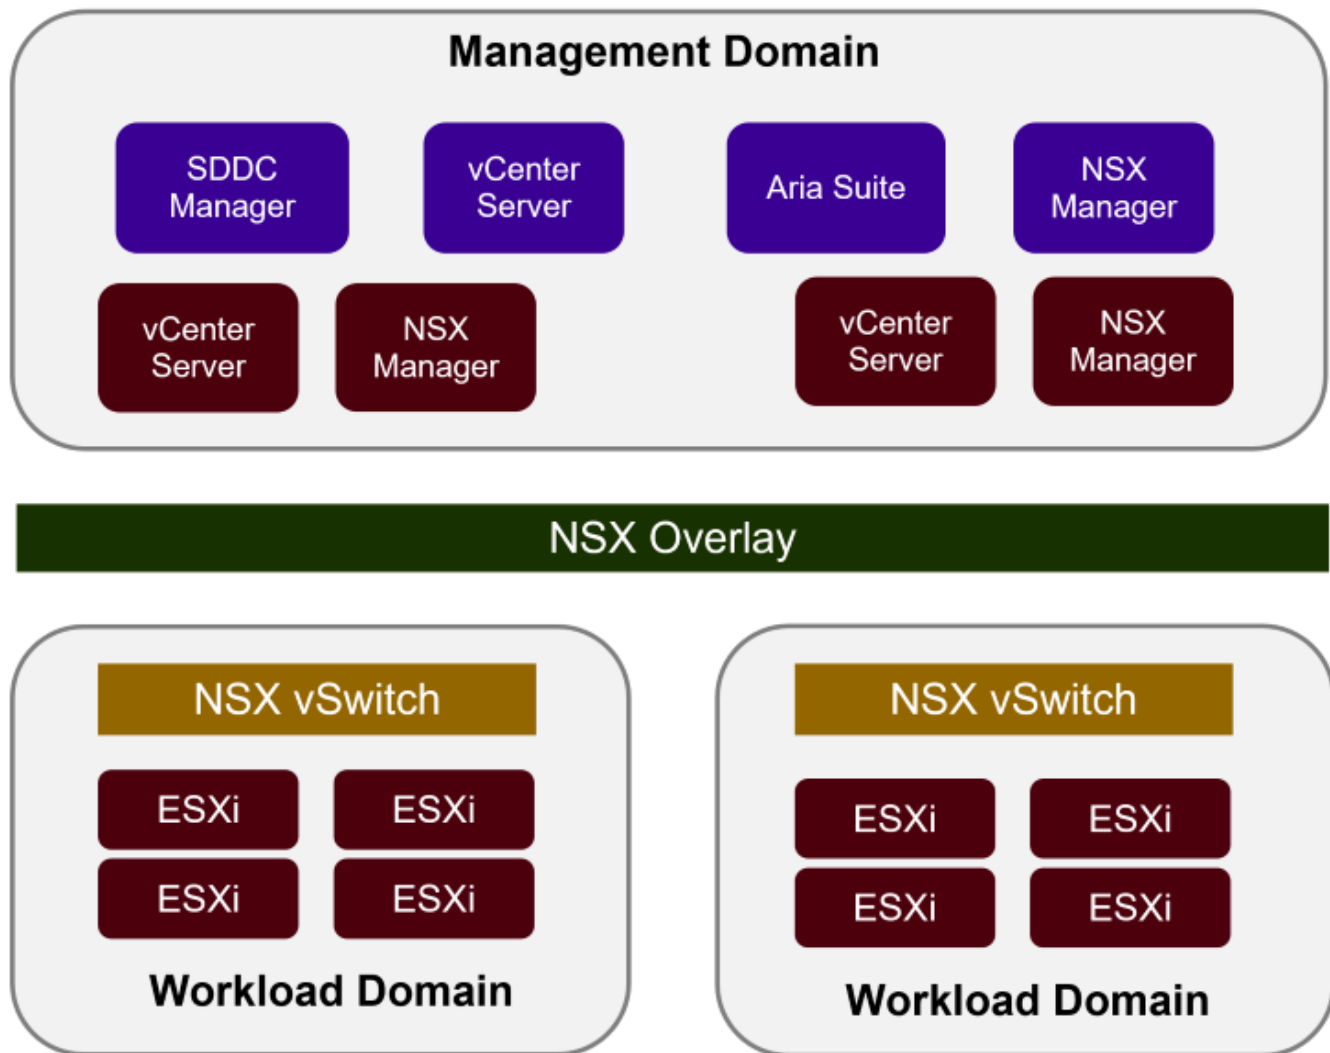 Management Domain
SDDC
Manager
vCenter
Server
Aria Suite
NSX
Manager
vCenter
Server
NSX
Manager
vCenter
Server
NSX
Manager
NSX Overlay
NSX vSwitch
ESXi
ESXi
ESXi
ESXi
Workload Domain
NSX vSwitch
ESXi
ESXi
ESXi
ESXi
Workload Domain